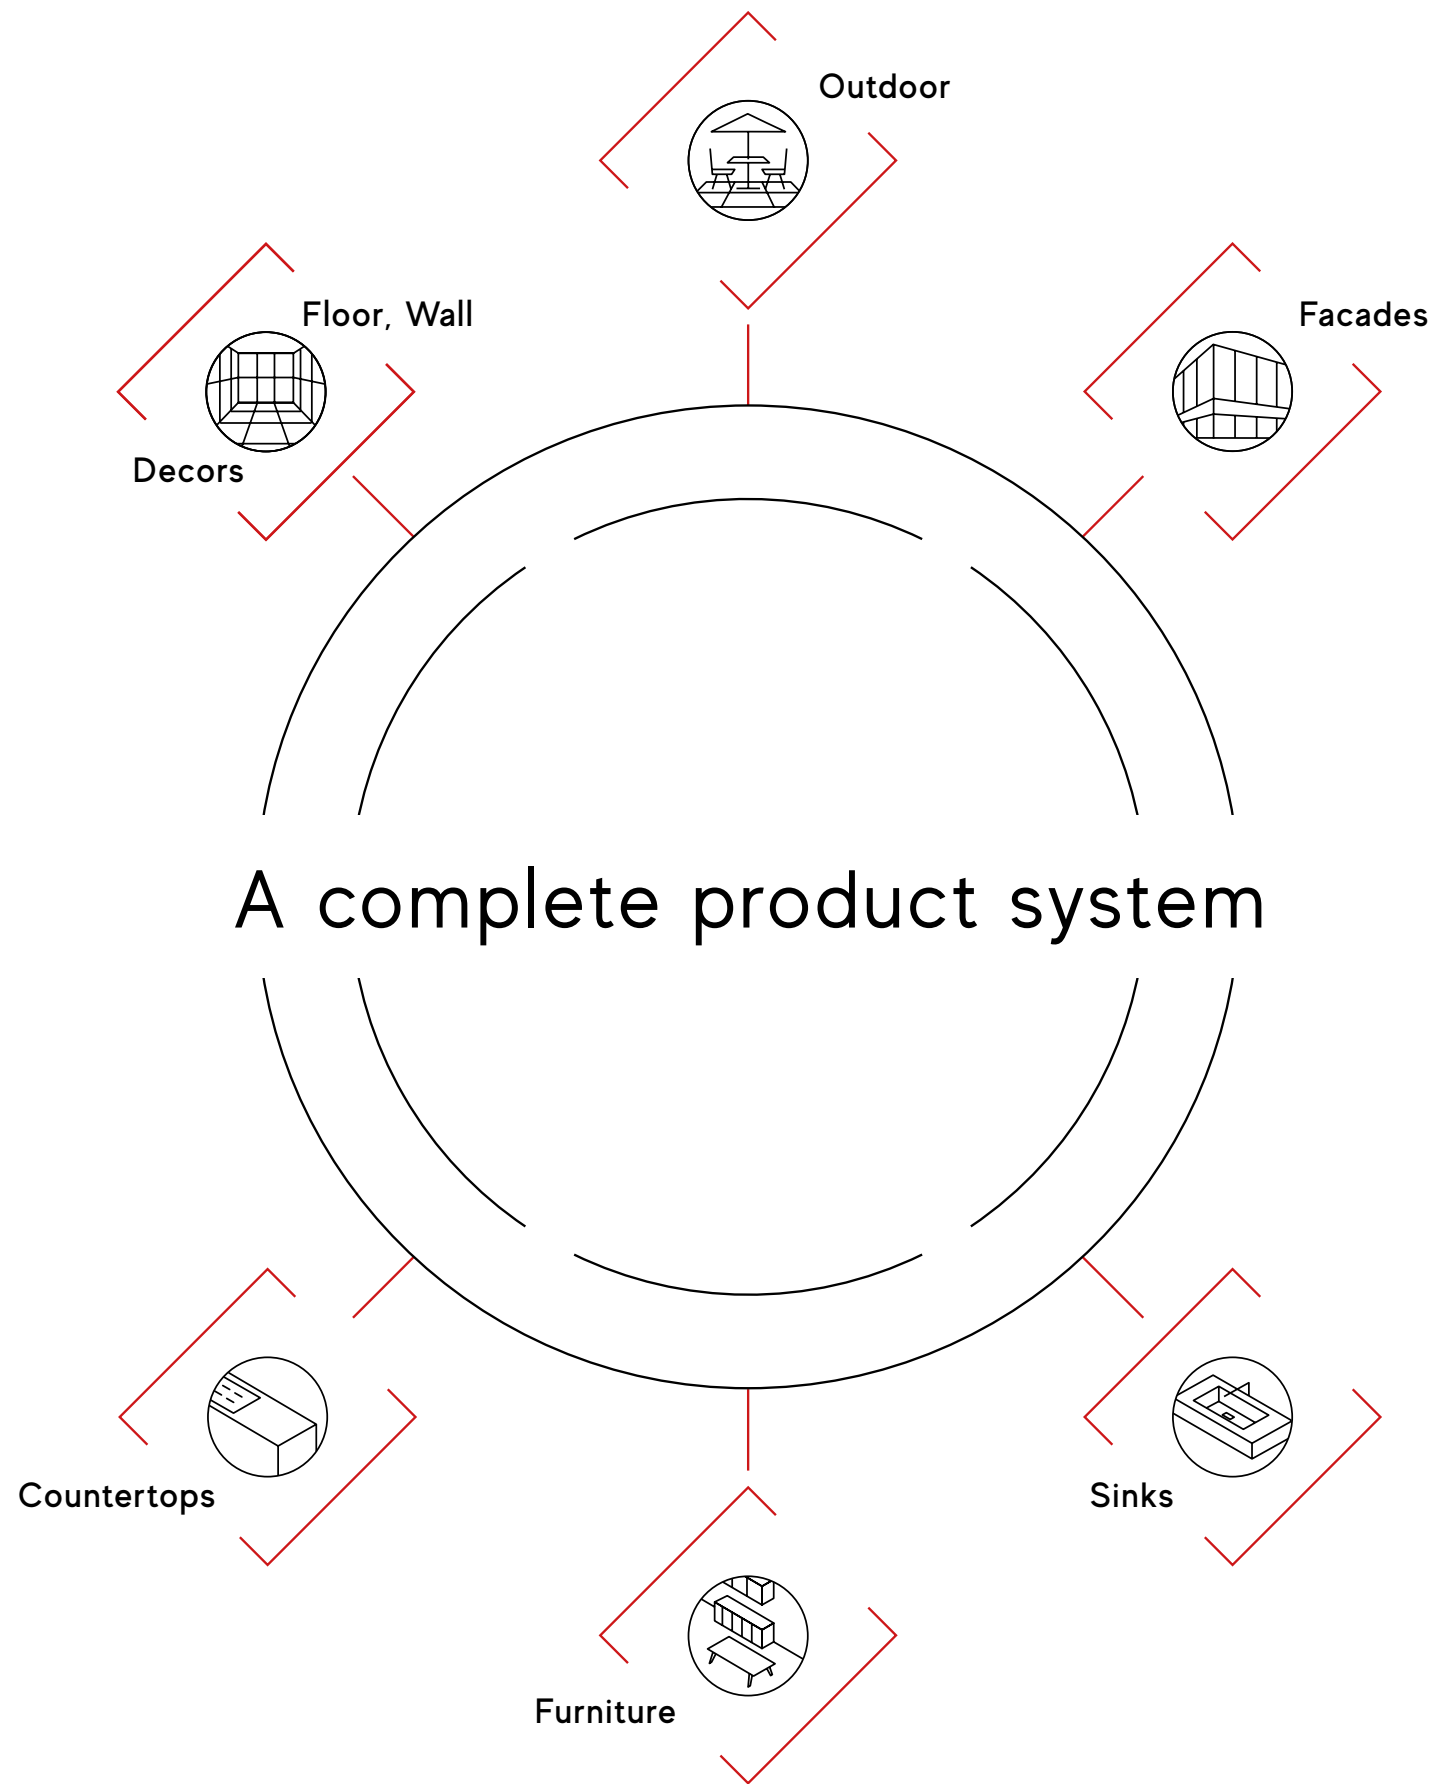 Outdoor
Floor, Wall
Facades
Decors
A complete product system
Countertops
Sinks
Furniture